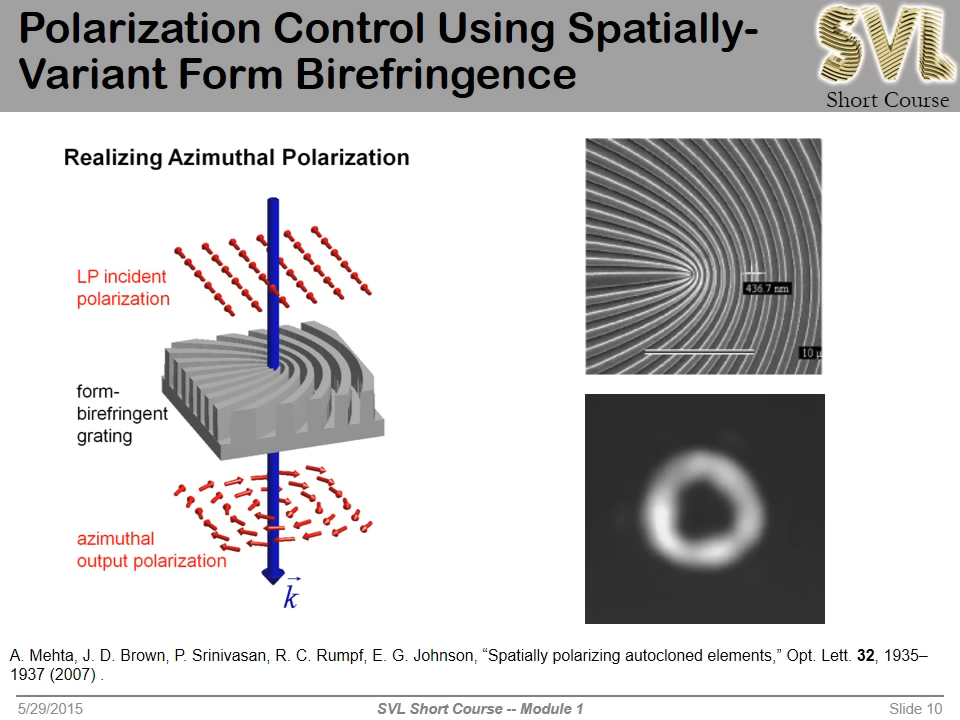 Polarization Control Using Spatially-
Variant Form Birefringence
SVL
Short Course
Realizing Azimuthal Polarization
LP incident
polarization
436.7 nm
10 µ
form-
birefringent
grating
azimuthal
output polarization
k⃗
A. Mehta, J. D. Brown, P. Srinivasan, R. C. Rumpf, E. G. Johnson, “Spatially polarizing autocloned elements,” Opt. Lett. 32, 1935–
1937 (2007) .
5/29/2015
SVL Short Course -- Module 1
Slide 10